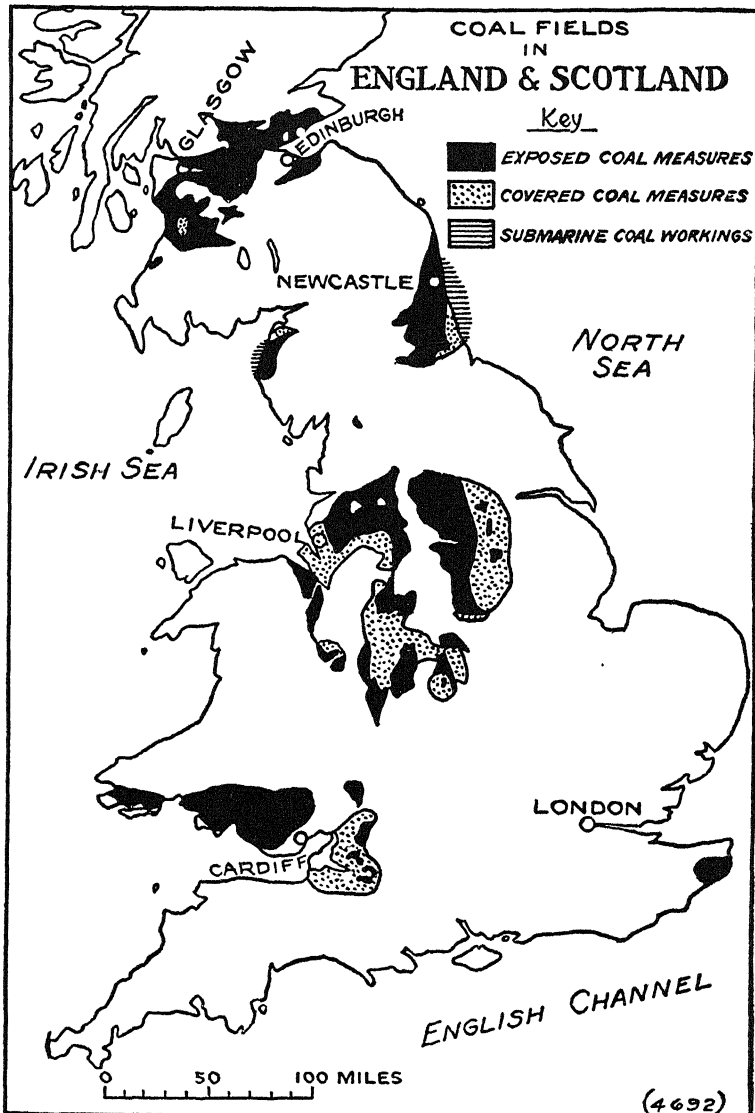 COAL FIELDS
IN
ENGLAND & SCOTLAND
Key
EXPOSED COAL MEASURES
COVERED COAL MEASURES
SUBMARINE COAL WORKINGS
GLASGOW
EDINBURGH
NEWCASTLE
NORTH
SEA
IRISH SEA
LIVERPOOL
LONDON
CARDIFF
ENGLISH CHANNEL
0 50 100 MILES
(4692)